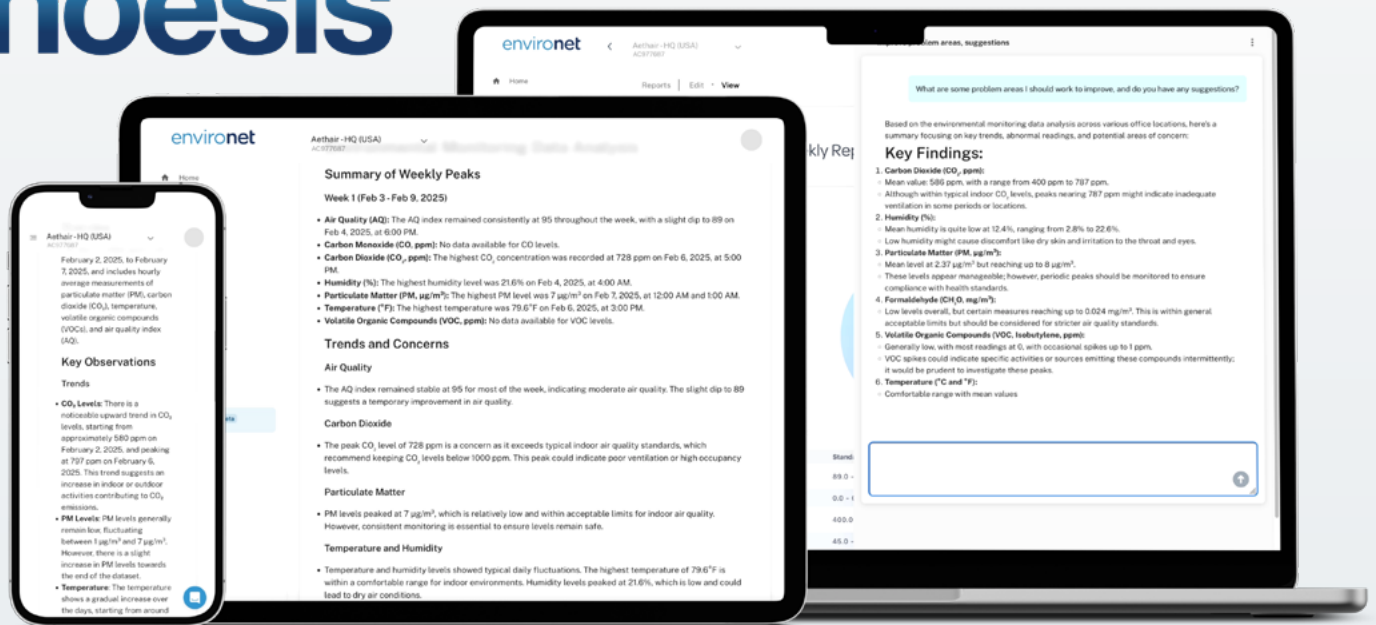 noesis
environet
Aethair - HQ (USA)
AC977687
Home
Reports | Edit • View
areas, suggestions
What are some problem areas I should work to improve, and do you have any suggestions?
Based on the environmental monitoring data analysis across various office locations, here's a
summary focusing on key trends, abnormal readings, and potential areas of concern:
Key Findings:
1. Carbon Dioxide (CO₂, ppm):
Mean value: 586 ppm, with a range from 400 ppm to 787 ppm.
Although within typical indoor CO₂ levels, peaks nearing 787 ppm might indicate inadequate
ventilation in some periods or locations.
2. Humidity (%):
Mean humidity is quite low at 12.4%, ranging from 2.8% to 22.6%.
Low humidity might cause discomfort like dry skin and irritation to the throat and eyes.
3. Particulate Matter (PM, µg/m³):
Mean level at 2.37 µg/m³ but reaching up to 8 µg/m³.
These levels appear manageable; however, periodic peaks should be monitored to ensure
compliance with health standards.
4. Formaldehyde (CH₂O, mg/m³):
Low levels overall, but certain measures reaching up to 0.024 mg/m³. This is within general
acceptable limits but should be considered for stricter air quality standards.
5. Volatile Organic Compounds (VOC, Isobutylene, ppm):
Generally low, with most readings at 0, with occasional spikes up to 1 ppm.
VOC spikes could indicate specific activities or sources emitting these compounds intermittently;
it would be prudent to investigate these peaks.
6. Temperature (°C and °F):
Comfortable range with mean values
kly Rep
Stand
89.0 -
0.0 -
400.0
45.0 -
environet
Aethair - HQ (USA)
AC977687
Environmental Monitoring Data Analysis
Home
Summary of Weekly Peaks
Week 1 (Feb 3 - Feb 9, 2025)
• Air Quality (AQ): The AQ index remained consistently at 95 throughout the week, with a slight dip to 89 on
Feb 4, 2025, at 6:00 PM.
• Carbon Monoxide (CO, ppm): No data available for CO levels.
• Carbon Dioxide (CO₂, ppm): The highest CO₂ concentration was recorded at 728 ppm on Feb 6, 2025, at 5:00
PM.
• Humidity (%): The highest humidity level was 21.6% on Feb 4, 2025, at 4:00 AM.
• Particulate Matter (PM, µg/m³): The highest PM level was 7 µg/m³ on Feb 7, 2025, at 12:00 AM and 1:00 AM.
• Temperature (°F): The highest temperature was 79.6°F on Feb 6, 2025, at 3:00 PM.
• Volatile Organic Compounds (VOC, ppm): No data available for VOC levels.
Trends and Concerns
Air Quality
• The AQ index remained stable at 95 for most of the week, indicating moderate air quality. The slight dip to 89
suggests a temporary improvement in air quality.
Carbon Dioxide
• The peak CO₂ level of 728 ppm is a concern as it exceeds typical indoor air quality standards, which
recommend keeping CO₂ levels below 1000 ppm. This peak could indicate poor ventilation or high occupancy
levels.
Particulate Matter
• PM levels peaked at 7 µg/m³, which is relatively low and within acceptable limits for indoor air quality.
However, consistent monitoring is essential to ensure levels remain safe.
Temperature and Humidity
• Temperature and humidity levels showed typical daily fluctuations. The highest temperature of 79.6°F is
within a comfortable range for indoor environments. Humidity levels peaked at 21.6%, which is low and could
lead to dry air conditions.
Aethair - HQ (USA)
AC977687
February 2, 2025, to February
7, 2025, and includes hourly
average measurements of
particulate matter (PM), carbon
dioxide (CO₂), temperature,
volatile organic compounds
(VOCs), and air quality index
(AQ).
Key Observations
Trends
• CO₂ Levels: There is a
noticeable upward trend in CO₂
levels, starting from
approximately 580 ppm on
February 2, 2025, and peaking
at 797 ppm on February 6,
2025. This trend suggests an
increase in indoor or outdoor
activities contributing to CO₂
emissions.
• PM Levels: PM levels generally
remain low, fluctuating
between 1 µg/m³ and 7 µg/m³.
However, there is a slight
increase in PM levels towards
the end of the dataset.
• Temperature: The temperature
shows a gradual increase over
the days, starting from around